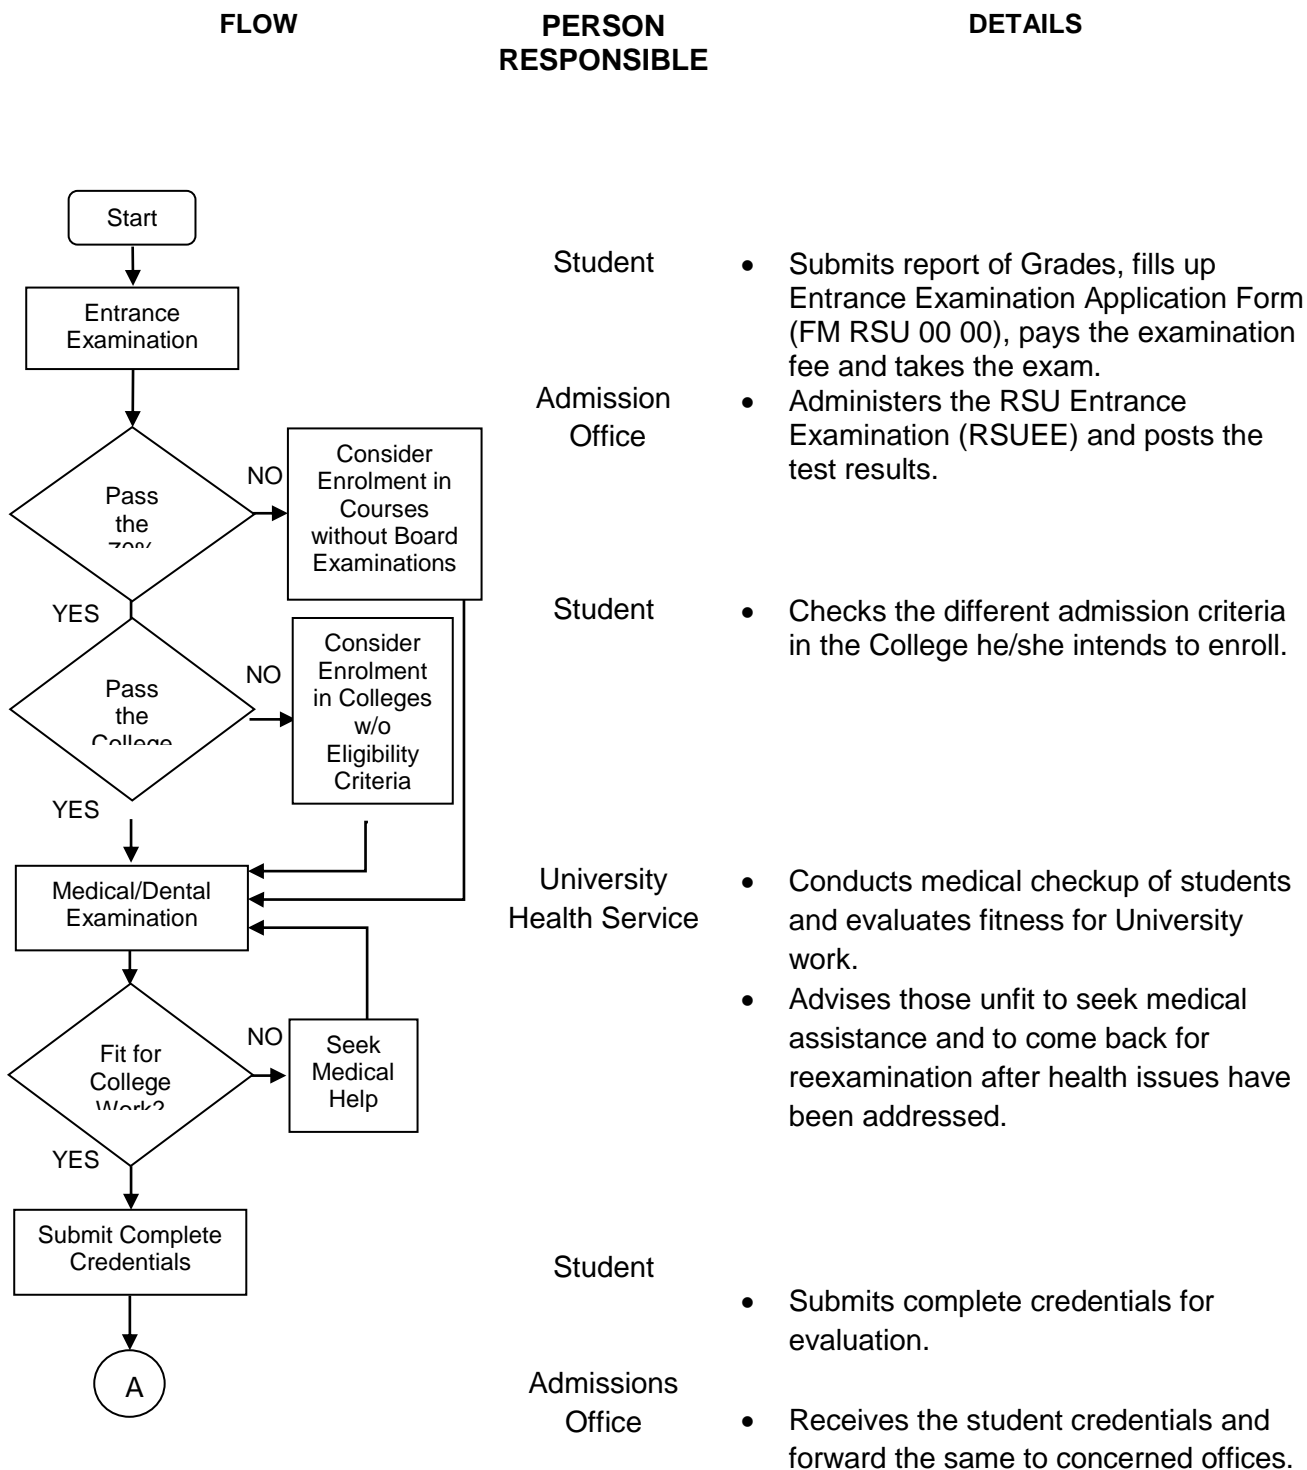 FLOW
PERSON
RESPONSIBLE
DETAILS
Start
Entrance
Examination
Pass
the
NO
Consider
Enrolment in
Courses
without Board
Examinations
YES
Pass
the
College
NO
Consider
Enrolment
in Colleges
w/o
Eligibility
Criteria
YES
Medical/Dental
Examination
Fit for
College
Work?
NO
Seek
Medical
Help
YES
Submit Complete
Credentials
A
Student
• Submits report of Grades, fills up
Entrance Examination Application Form
(FM RSU 00 00), pays the examination
fee and takes the exam.
Admission
Office
• Administers the RSU Entrance
Examination (RSUEE) and posts the
test results.
Student
• Checks the different admission criteria
in the College he/she intends to enroll.
University
Health Service
• Conducts medical checkup of students
and evaluates fitness for University
work.
• Advises those unfit to seek medical
assistance and to come back for
reexamination after health issues have
been addressed.
Student
• Submits complete credentials for
evaluation.
Admissions
Office
• Receives the student credentials and
forward the same to concerned offices.